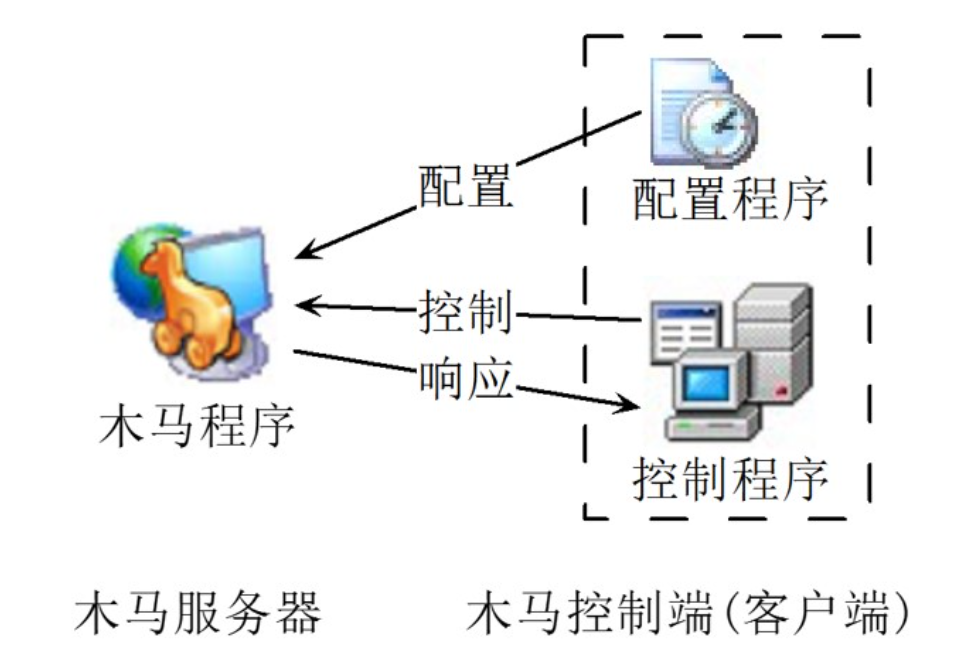 配置
配置程序
控制
响应
木马程序
控制程序
木马服务器
木马控制端(客户端)